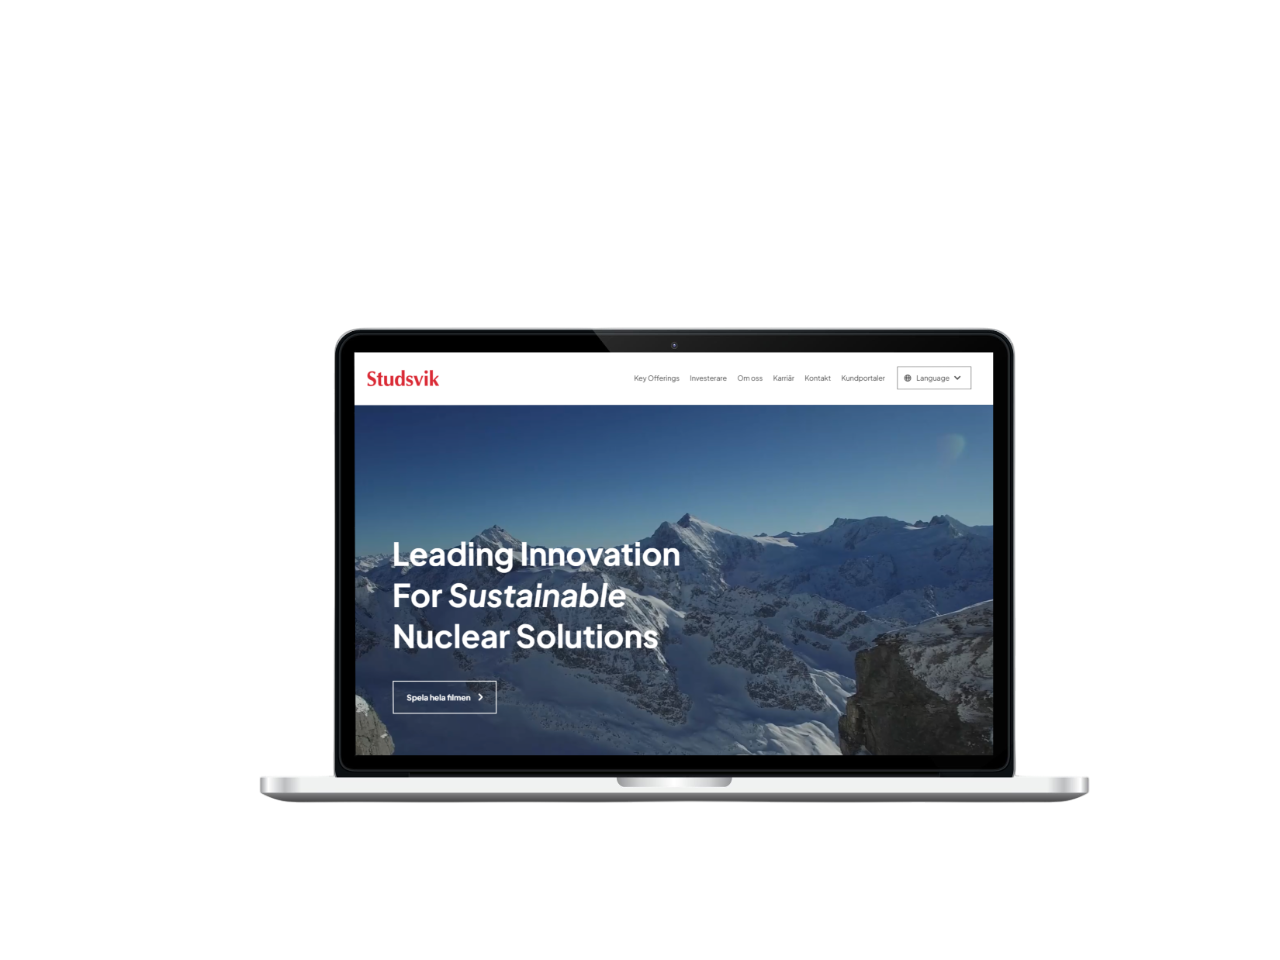 Studsvik
Key Offerings Investerare Om oss Karriär Kontakt Kundportaler Language
Leading Innovation
For Sustainable
Nuclear Solutions
Spela hela filmen